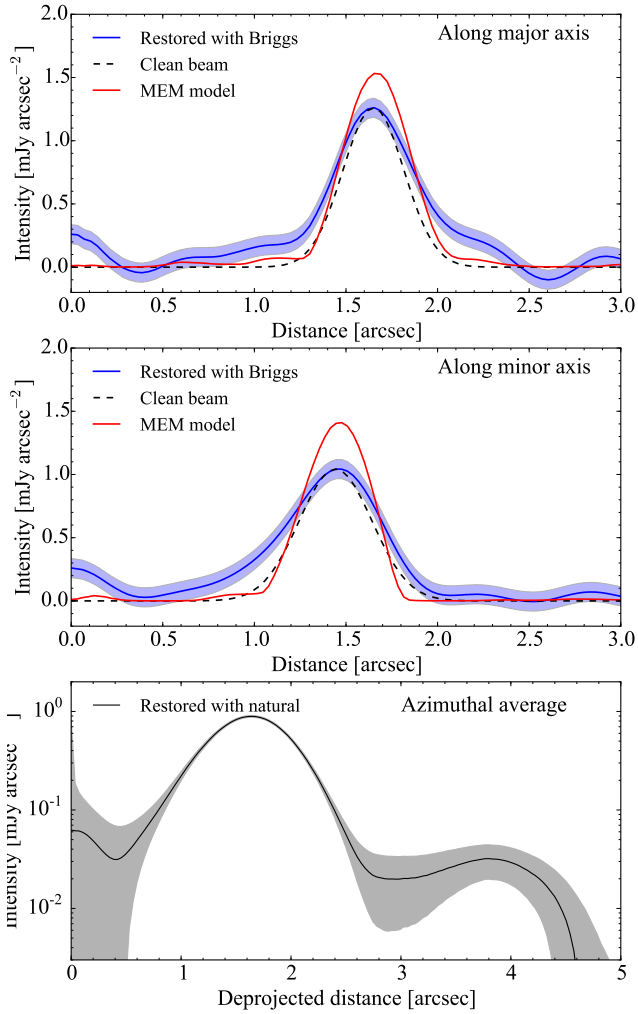 2.0
Restored with Briggs
Along major axis
Clean beam
1.5
MEM model
1.0
0.5
0.0
Intensity [mJy arcsec⁻²]
0.0 0.5 1.0 1.5 2.0 2.5 3.0
Distance [arcsec]
2.0
Restored with Briggs
Along minor axis
Clean beam
1.5
MEM model
1.0
0.5
0.0
Intensity [mJy arcsec⁻²]
0.0 0.5 1.0 1.5 2.0 2.5 3.0
Distance [arcsec]
10⁰
Restored with natural
Azimuthal average
10⁻¹
10⁻²
Intensity [mJy arcsec ]
0 1 2 3 4 5
Deprojected distance [arcsec]